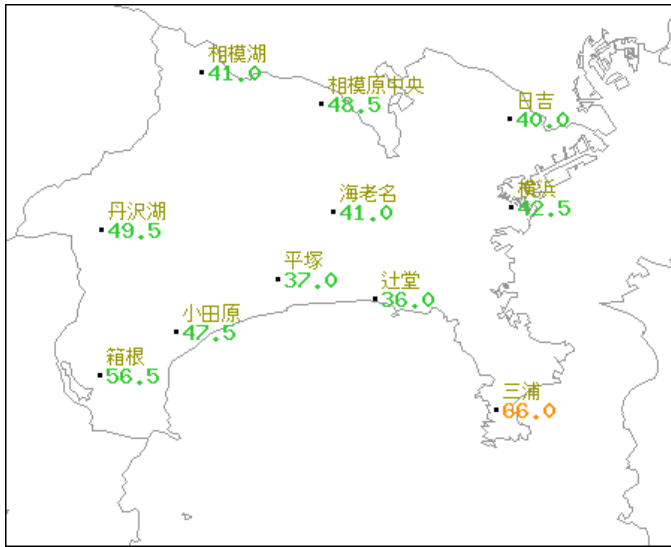 相模湖
41.0
相模原中央
48.5
日吉
40.0
丹沢湖
49.5
海老名
41.0
横浜
42.5
平塚
37.0
辻堂
36.0
小田原
47.5
箱根
56.5
三浦
66.0